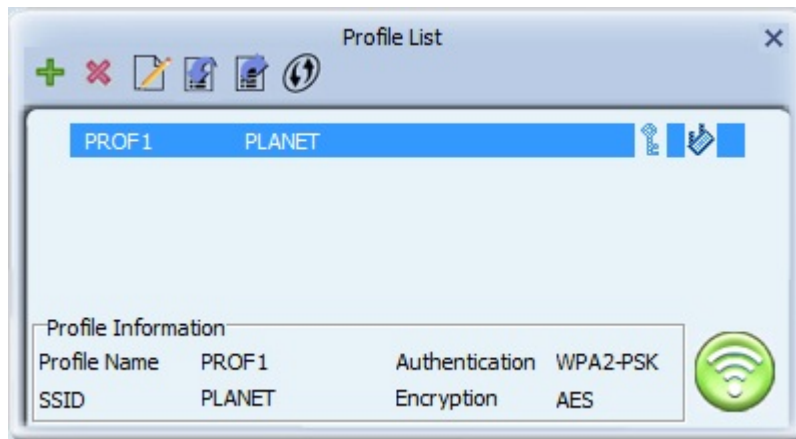 Profile List
PROF1 PLANET
Profile Information
Profile Name PROF1 Authentication WPA2-PSK
SSID PLANET Encryption AES